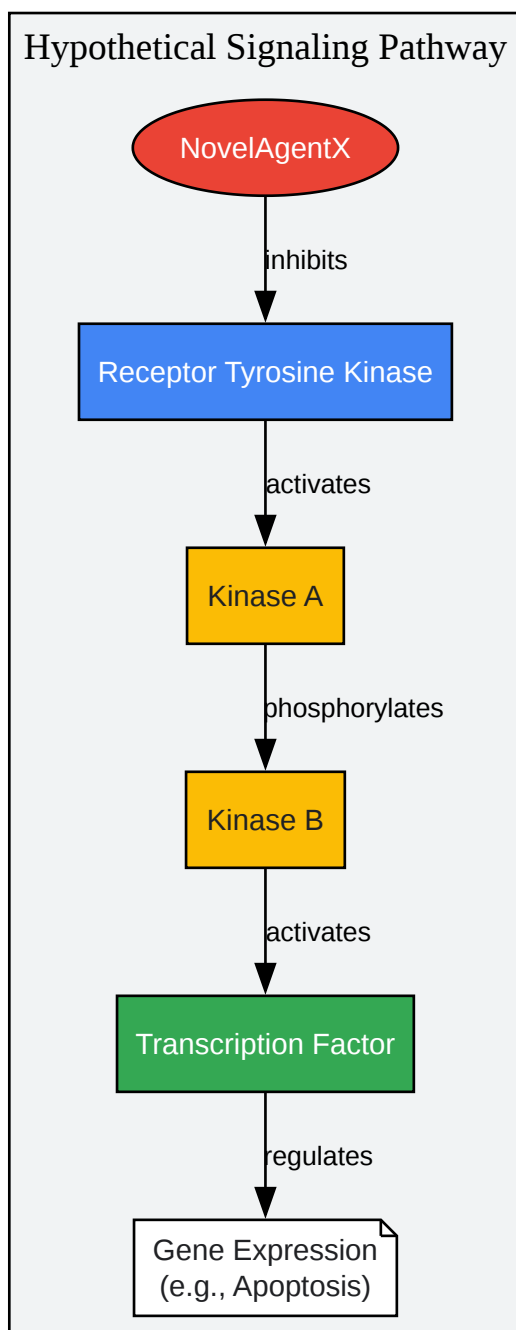 Hypothetical Signaling Pathway
NovelAgentX
inhibits
Receptor Tyrosine Kinase
activates
Kinase A
phosphorylates
Kinase B
activates
Transcription Factor
regulates
Gene Expression
(e.g., Apoptosis)